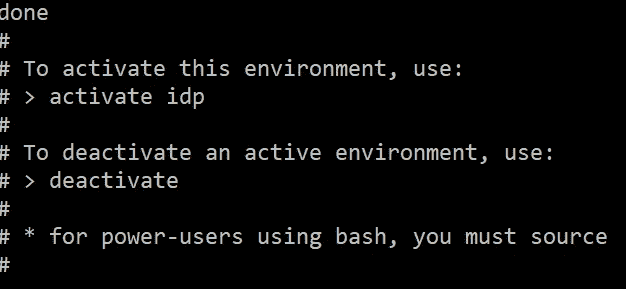 done
#
# To activate this environment, use:
# > activate idp
#
# To deactivate an active environment, use:
# > deactivate
#
# * for power-users using bash, you must source
#